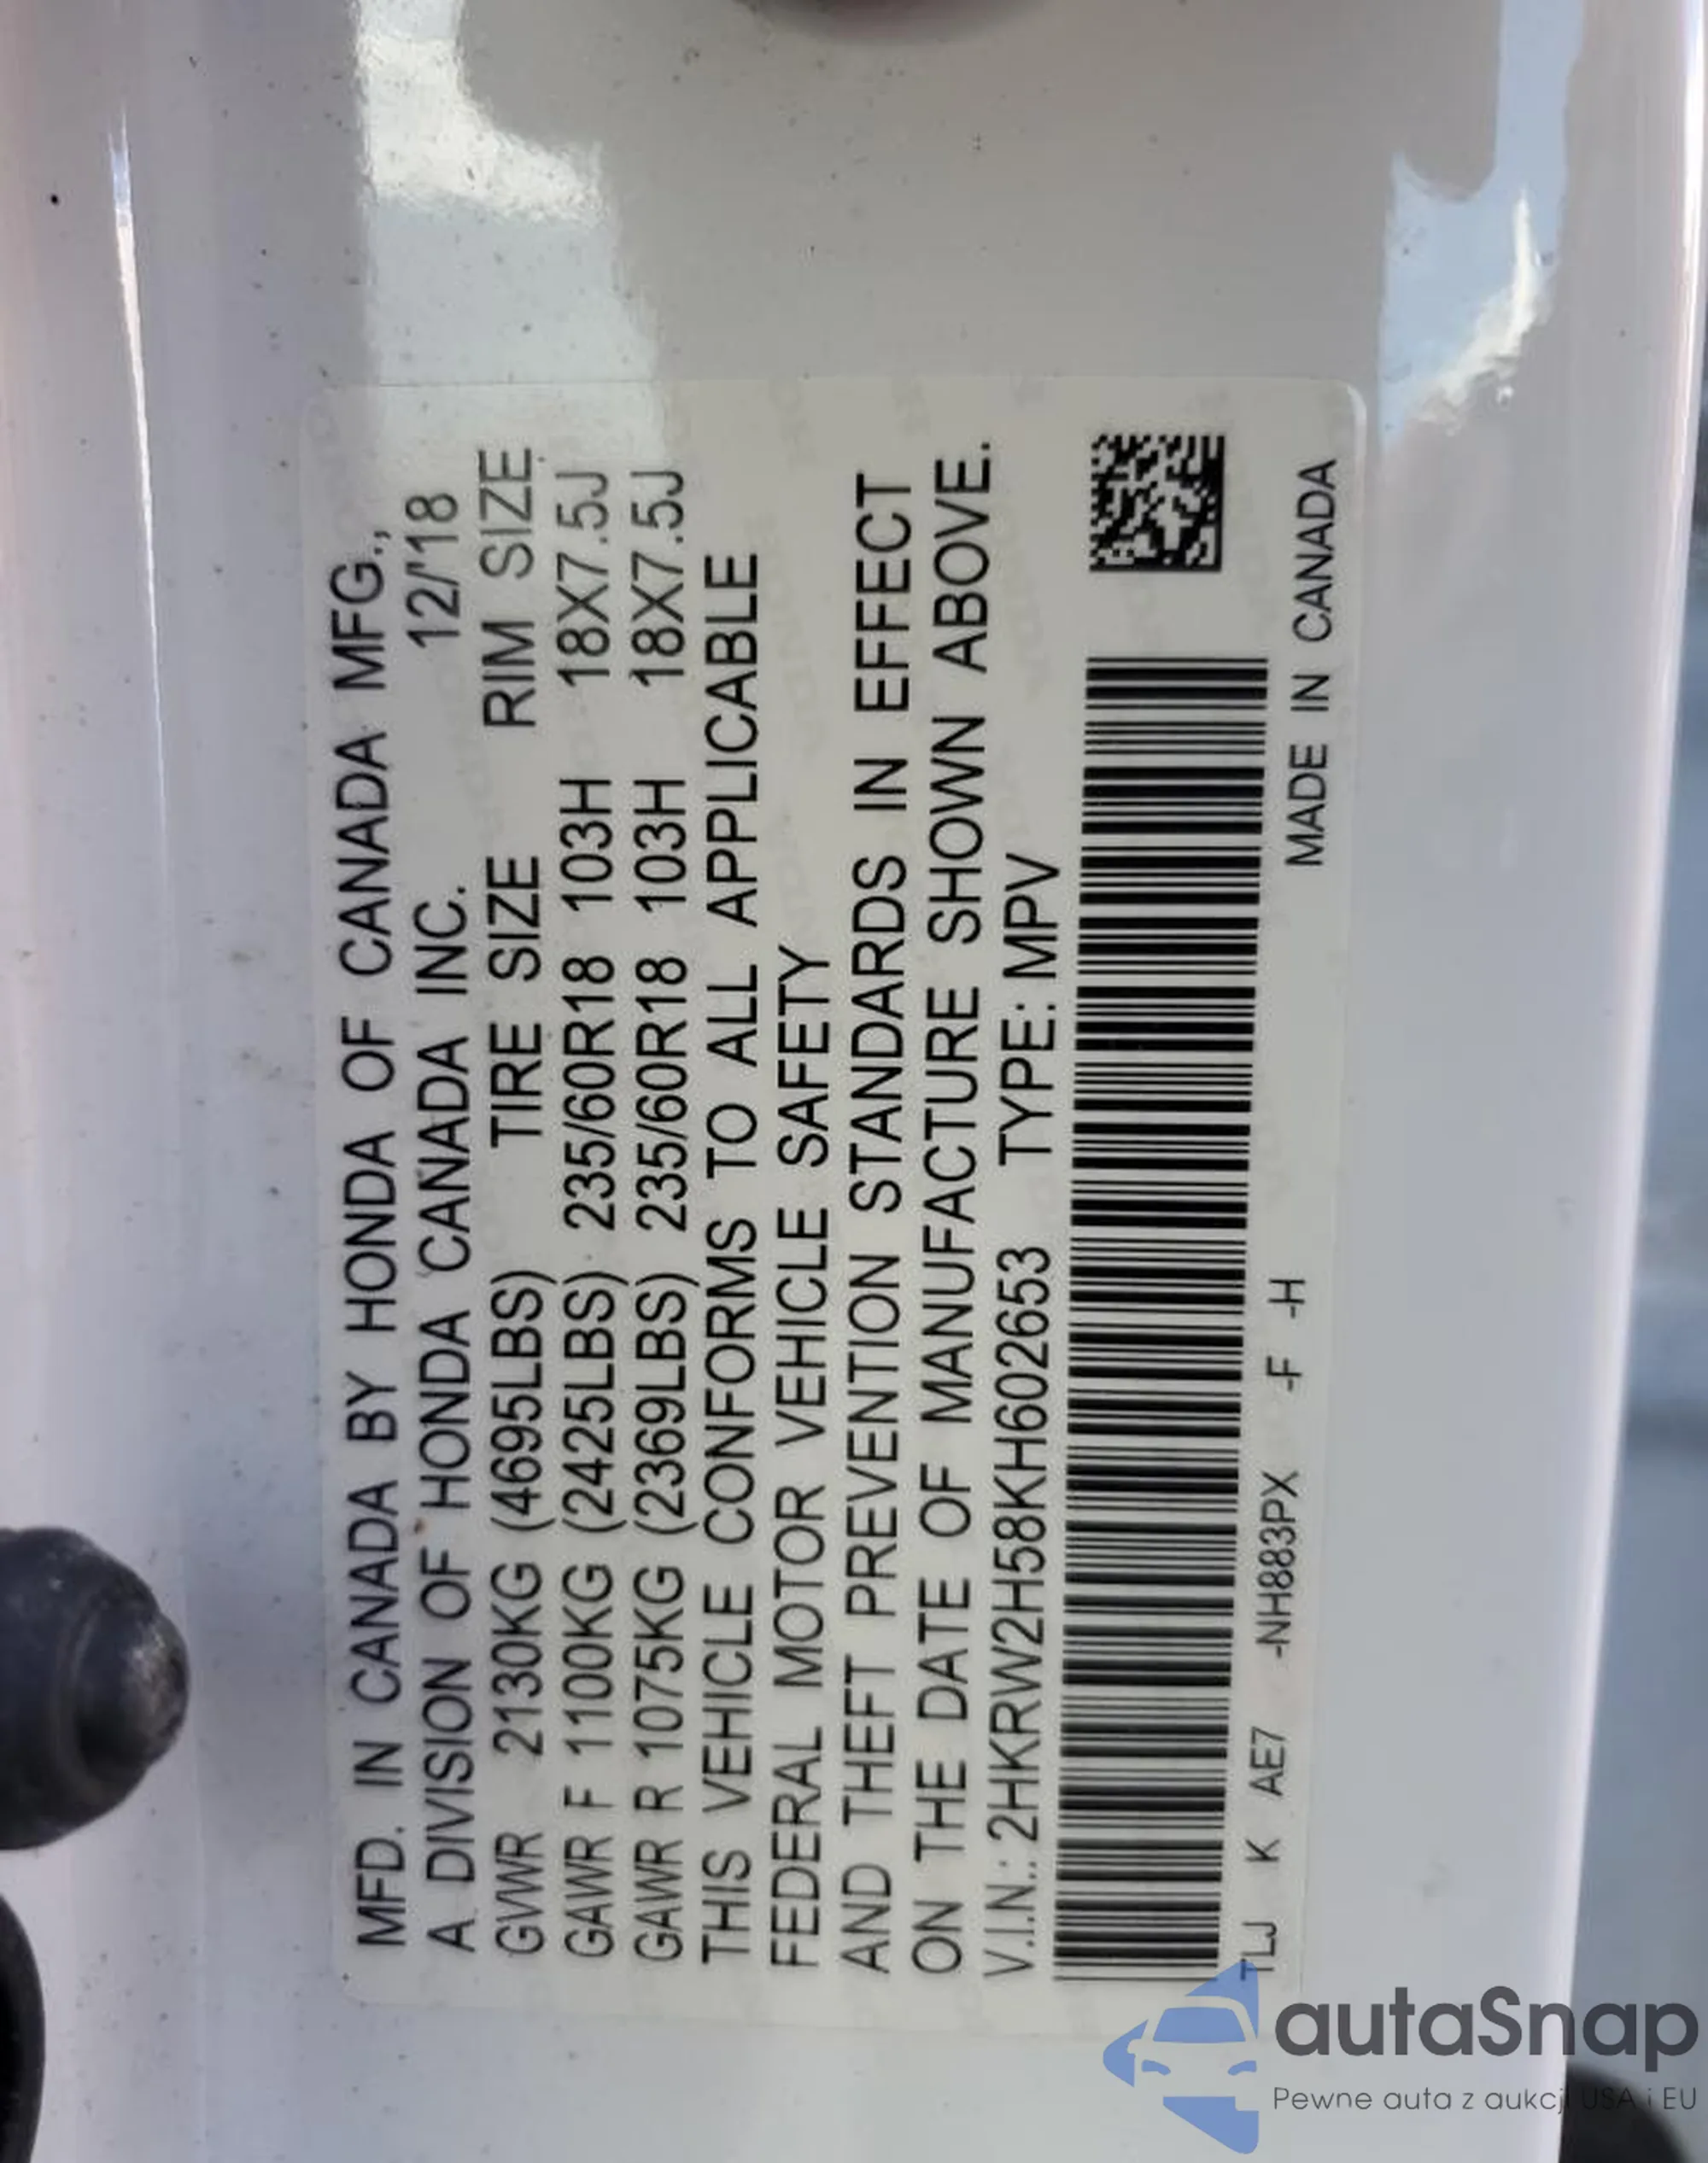 MFD. IN CANADA BY HONDA OF CANADA MFG.,
A DIVISION OF HONDA CANADA INC. 12/'18
GVWR 2130KG (4695LBS) TIRE SIZE RIM SIZE
GAWR F 1100KG (2425LBS) 235/60R18 103H 18X7.5J
GAWR R 1075KG (2369LBS) 235/60R18 103H 18X7.5J
THIS VEHICLE CONFORMS TO ALL APPLICABLE
FEDERAL MOTOR VEHICLE SAFETY
AND THEFT PREVENTION STANDARDS IN EFFECT
ON THE DATE OF MANUFACTURE SHOWN ABOVE.
V.I.N.: 2HKRW2H58KH602653 TYPE: MPV
TLJ K AE7 -NH883PX -F -H MADE IN CANADA
autaSnap
Pewne auta z aukcji USA i EU